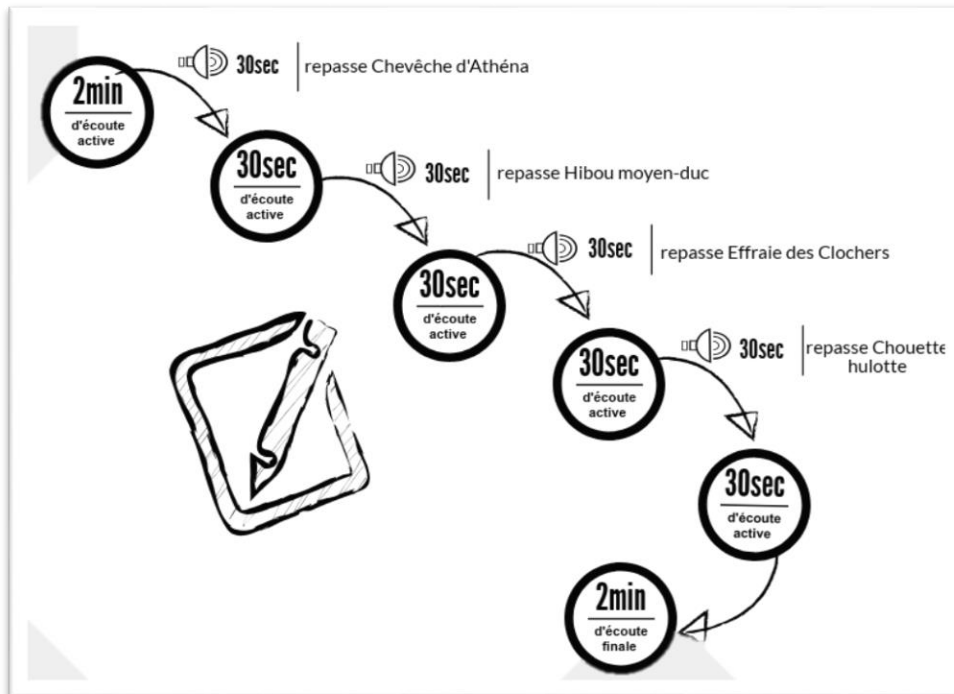 2min
d'écoute
active
30sec
repasse Chevêche d'Athéna
30sec
d'écoute
active
30sec
repasse Hibou moyen-duc
30sec
d'écoute
active
30sec
repasse Effraie des Clochers
30sec
d'écoute
active
30sec
repasse Chouette
hulotte
30sec
d'écoute
active
2min
d'écoute
finale